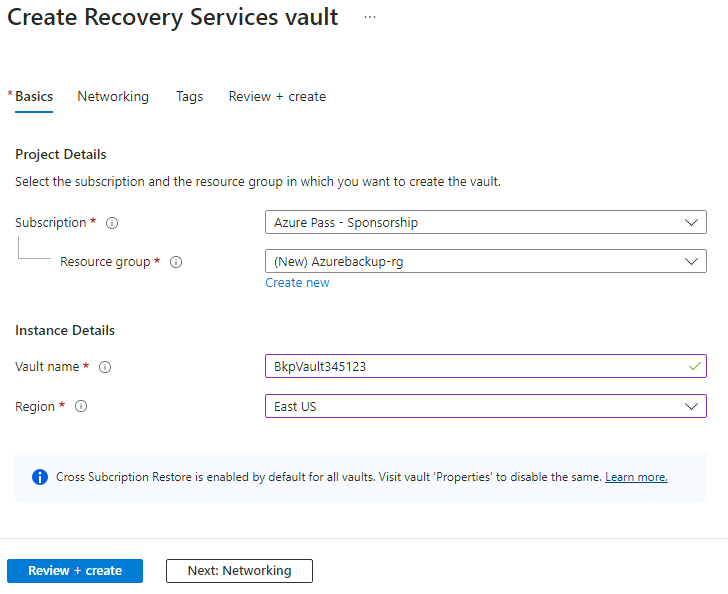 Create Recovery Services vault ...
* Basics Networking Tags Review + create
Project Details
Select the subscription and the resource group in which you want to create the vault.
Subscription * Azure Pass - Sponsorship
Resource group * (New) Azurebackup-rg
Create new
Instance Details
Vault name * BkpVault345123
Region * East US
Cross Subcription Restore is enabled by default for all vaults. Visit vault 'Properties' to disable the same. Learn more.
Review + create Next: Networking